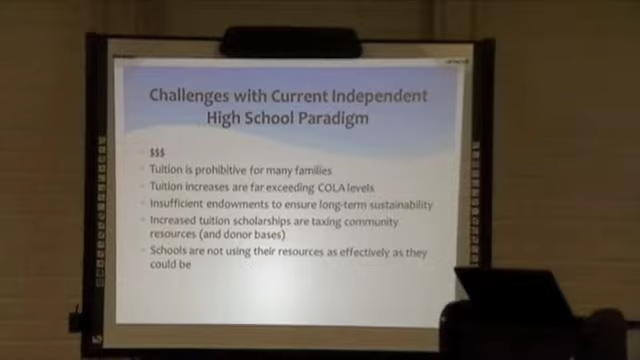 Challenges with Current Independent
High School Paradigm
$$$
Tuition is prohibitive for many families
Tuition increases are far exceeding COLA levels
Insufficient endowments to ensure long-term sustainability
Increased tuition scholarships are taxing community
resources (and donor bases)
Schools are not using their resources as effectively as they
could be